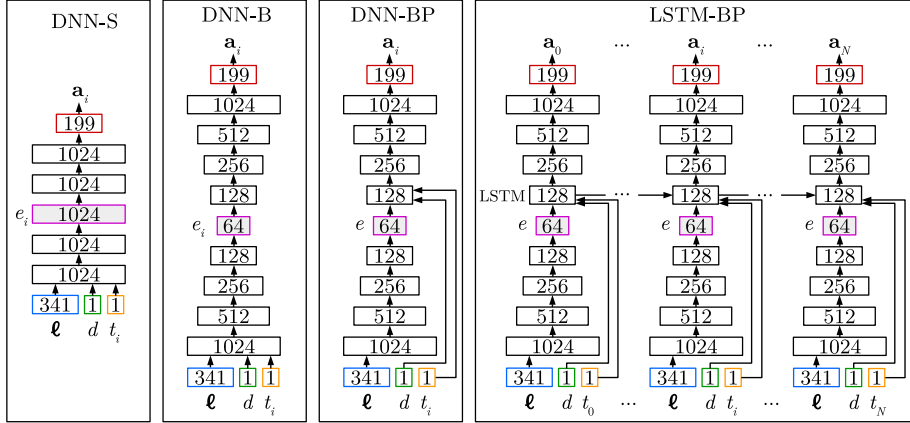 DNN-S
a_i
199
1024
1024
e_i 1024
1024
1024
341 1 1
ℓ d t_i
DNN-B
a_i
199
1024
512
256
128
e_i 64
128
256
512
1024
341 1 1
ℓ d t_i
DNN-BP
a_i
199
1024
512
256
128
e 64
128
256
512
1024
341 1 1
ℓ d t_i
LSTM-BP
a_0 ... a_i ... a_N
199 199 199
1024 1024 1024
512 512 512
256 256 256
LSTM 128 ... 128 ... 128
e 64 e 64 e 64
128 128 128
256 256 256
512 512 512
1024 1024 1024
341 1 1 341 1 1 341 1 1
ℓ d t_0 ... ℓ d t_i ... ℓ d t_N